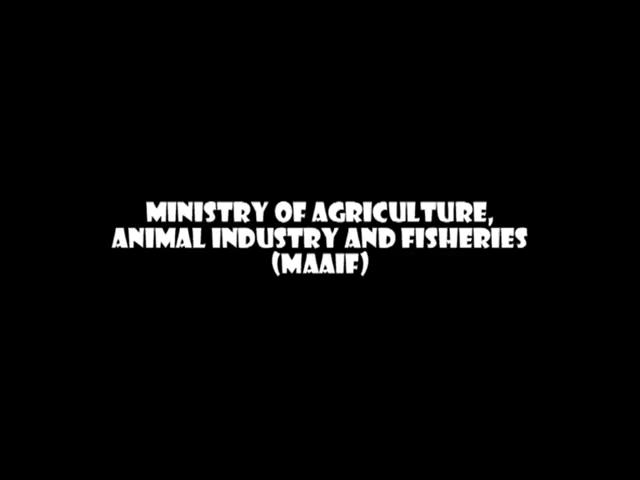 MINISTRY OF AGRICULTURE,
ANIMAL INDUSTRY AND FISHERIES
(MAAIF)